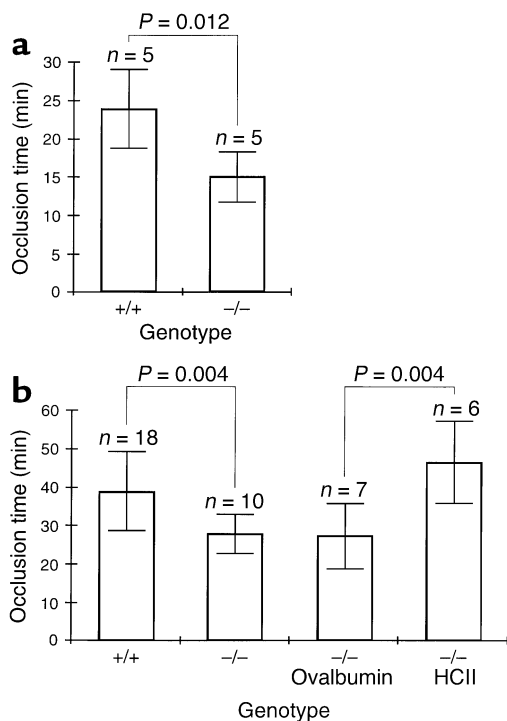 a
P = 0.012
n = 5
n = 5
Occlusion time (min)
30
25
20
15
10
5
0
+/+
–/–
Genotype
b
P = 0.004
P = 0.004
n = 18
n = 10
n = 7
n = 6
Occlusion time (min)
60
50
40
30
20
10
0
+/+
–/–
–/–
–/–
Ovalbumin
HCII
Genotype